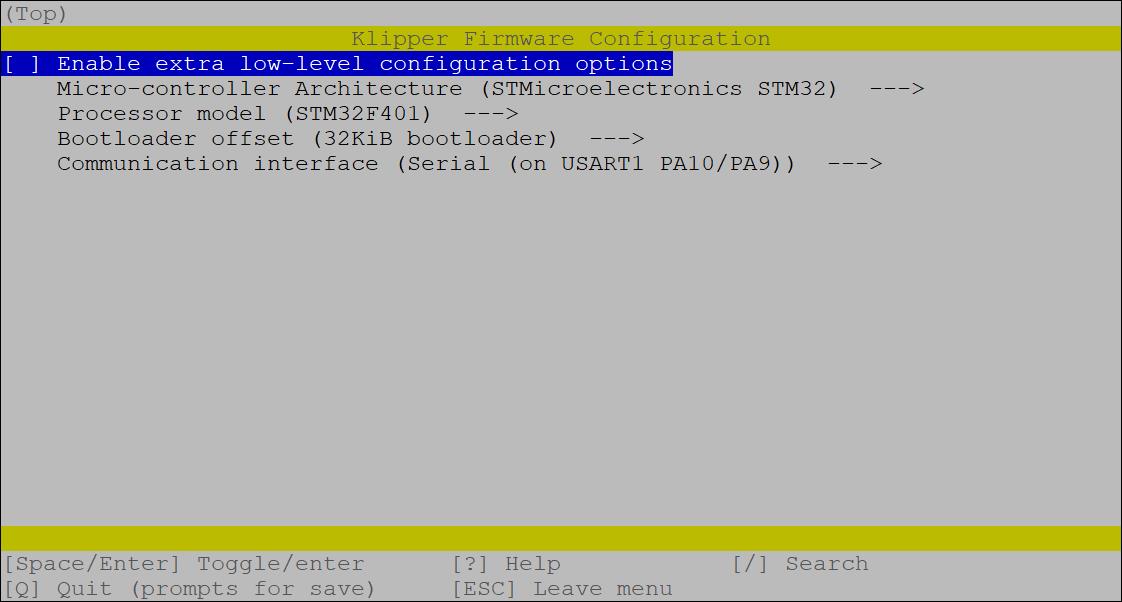 (Top)
Klipper Firmware Configuration
[ ] Enable extra low-level configuration options
Micro-controller Architecture (STMicroelectronics STM32)  --->
Processor model (STM32F401)  --->
Bootloader offset (32KiB bootloader)  --->
Communication interface (Serial (on USART1 PA10/PA9))  --->
[Space/Enter] Toggle/enter [?] Help [/] Search
[Q] Quit (prompts for save) [ESC] Leave menu